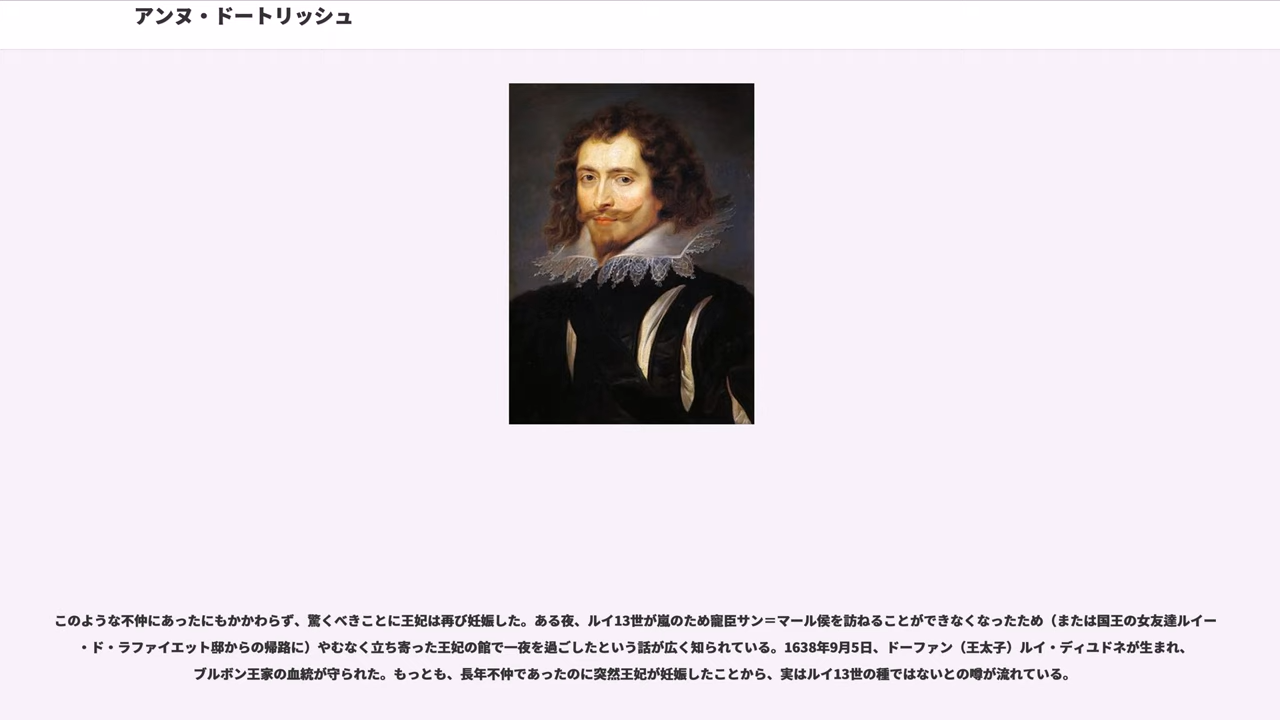 アンヌ・ドートリッシュ
このような不仲にあったにもかかわらず、驚くべきことに王妃は再び妊娠した。ある夜、ルイ13世が嵐のため寵臣サン＝マール侯を訪ねることができなくなったため（または国王の女友達ルイー
・ド・ラファイエット邸からの帰路に）やむなく立ち寄った王妃の館で一夜を過ごしたという話が広く知られている。1638年9月5日、ドーファン（王太子）ルイ・ディユドネが生まれ、
ブルボン王家の血統が守られた。もっとも、長年不仲であったのに突然王妃が妊娠したことから、実はルイ13世の種ではないとの噂が流れている。